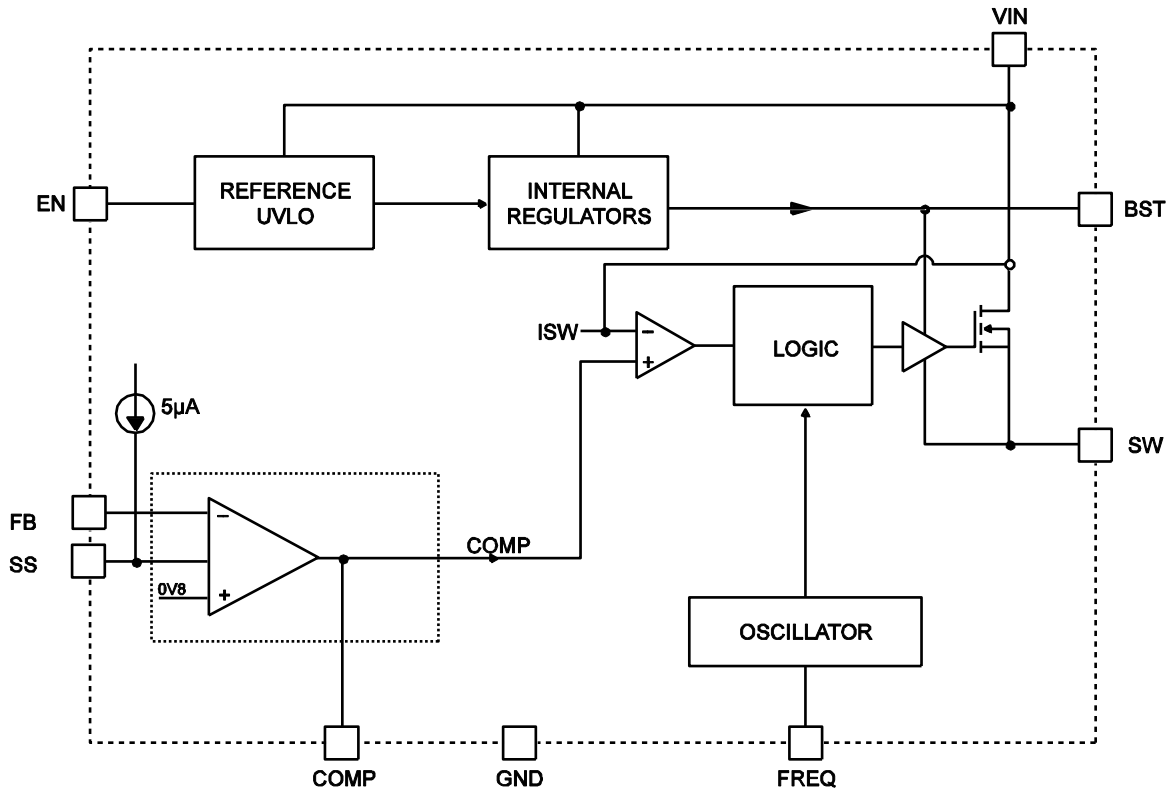 VIN
EN
REFERENCE
UVLO
INTERNAL
REGULATORS
BST
ISW
−
+
LOGIC
5µA
SW
FB
−
SS
COMP
0V8
+
OSCILLATOR
COMP
GND
FREQ